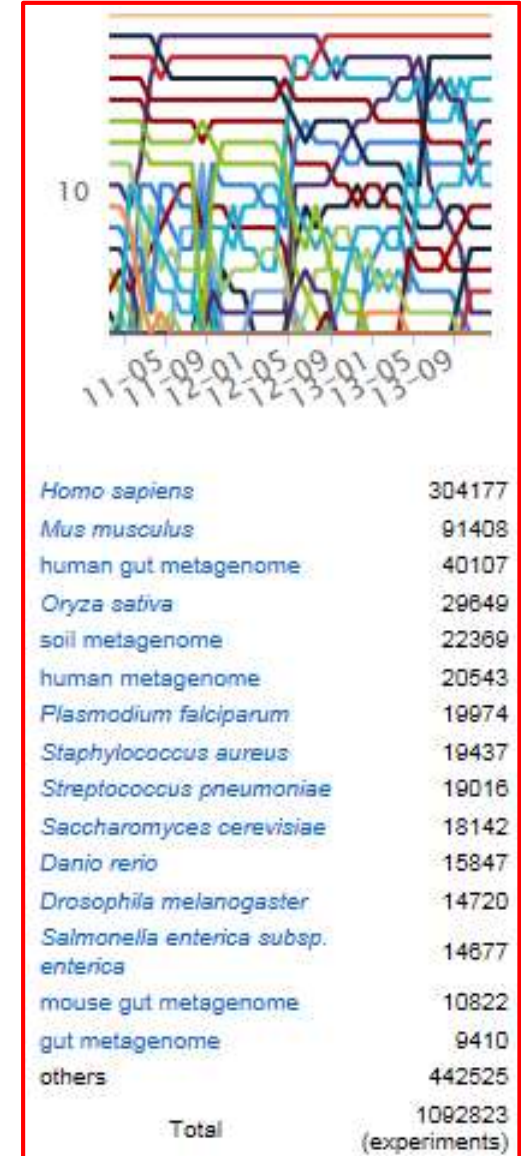 10
11-05
11-09
12-01
12-05
12-09
13-01
13-05
13-09
Homo sapiens 304177
Mus musculus 91408
human gut metagenome 40107
Oryza sativa 29649
soil metagenome 22369
human metagenome 20543
Plasmodium falciparum 19974
Staphylococcus aureus 19437
Streptococcus pneumoniae 19016
Saccharomyces cerevisiae 18142
Danio rerio 15847
Drosophila melanogaster 14720
Salmonella enterica subsp.
enterica 14677
mouse gut metagenome 10822
gut metagenome 9410
others 442525
Total 1092823
(experiments)